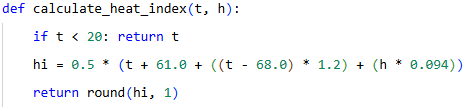 def calculate_heat_index(t, h):
    if t < 20: return t
    hi = 0.5 * (t + 61.0 + ((t - 68.0) * 1.2) + (h * 0.094))
    return round(hi, 1)